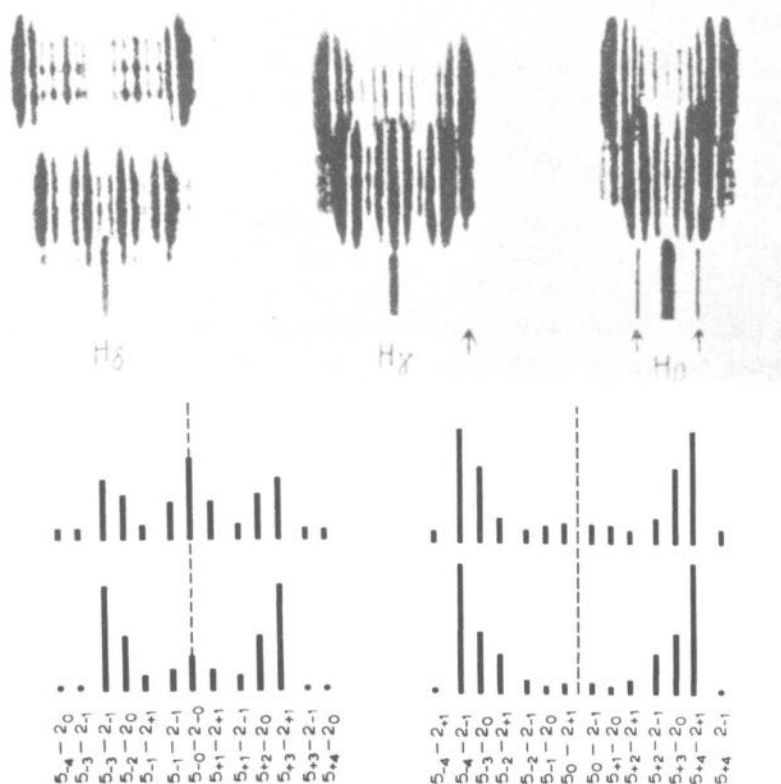 Hδ
Hγ
Hβ
5₋₄ – 2₀
5₋₃ – 2₋₁
5₋₃ – 2₋₁
5₋₂ – 2₀
5₋₁ – 2₊₁
5₋₁ – 2₋₁
5₋₀ – 2₋₀
5₊₁ – 2₊₁
5₊₁ – 2₋₁
5₊₂ – 2₀
5₊₃ – 2₊₁
5₊₃ – 2₋₁
5₊₄ – 2₀
5₋₄ – 2₊₁
5₋₄ – 2₋₁
5₋₃ – 2₀
5₋₂ – 2₊₁
5₋₂ – 2₋₁
5₋₁ – 2₀
5₀ – 2₊₁
5₀ – 2₋₁
5₊₁ – 2₀
5₊₂ – 2₊₁
5₊₂ – 2₋₁
5₊₃ – 2₀
5₊₄ – 2₊₁
5₊₄ 2₋₁